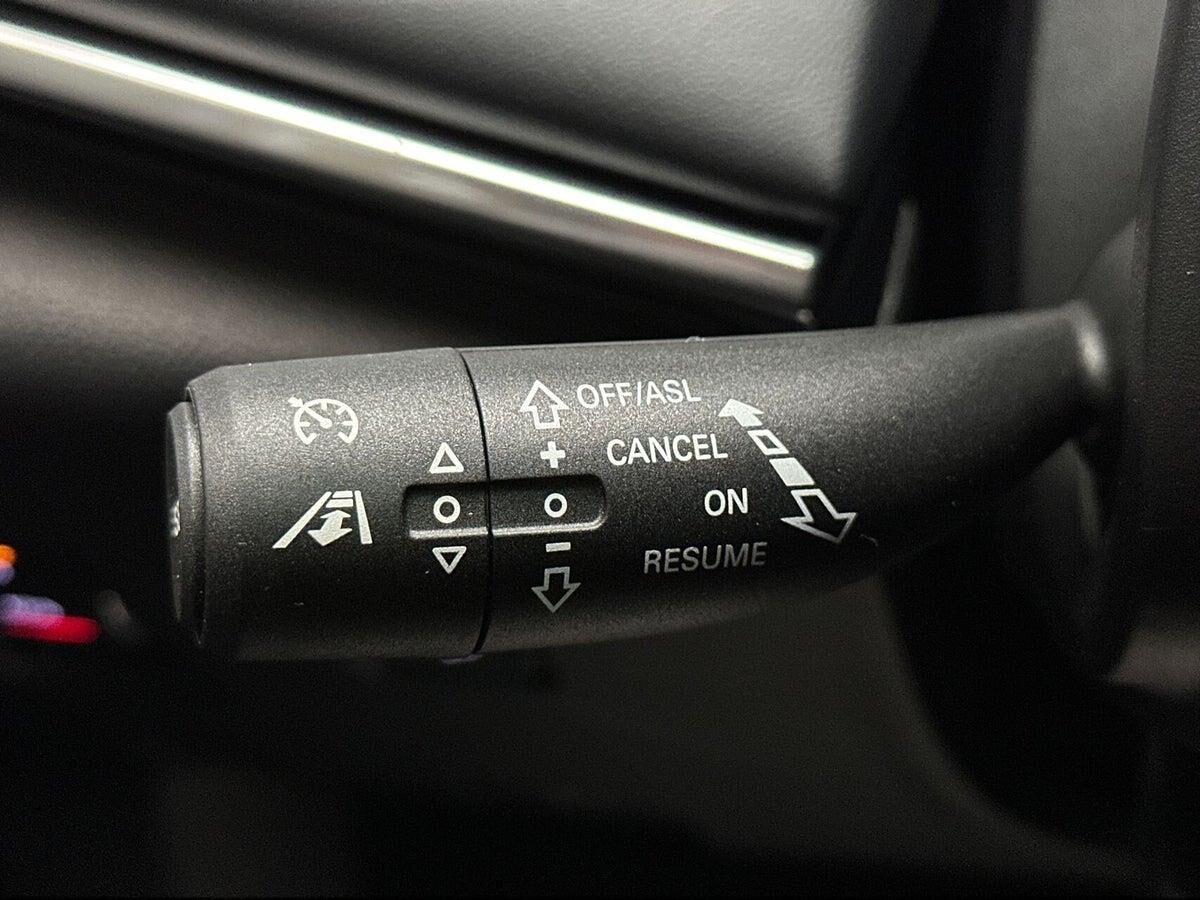 OFF/ASL
+
CANCEL
ON
−
RESUME